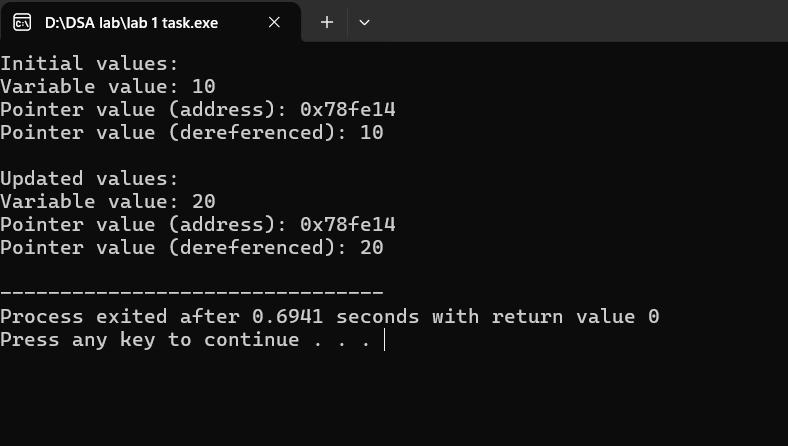 D:\DSA lab\lab 1 task.exe
Initial values:
Variable value: 10
Pointer value (address): 0x78fe14
Pointer value (dereferenced): 10
Updated values:
Variable value: 20
Pointer value (address): 0x78fe14
Pointer value (dereferenced): 20
--------------------------------
Process exited after 0.6941 seconds with return value 0
Press any key to continue . . .